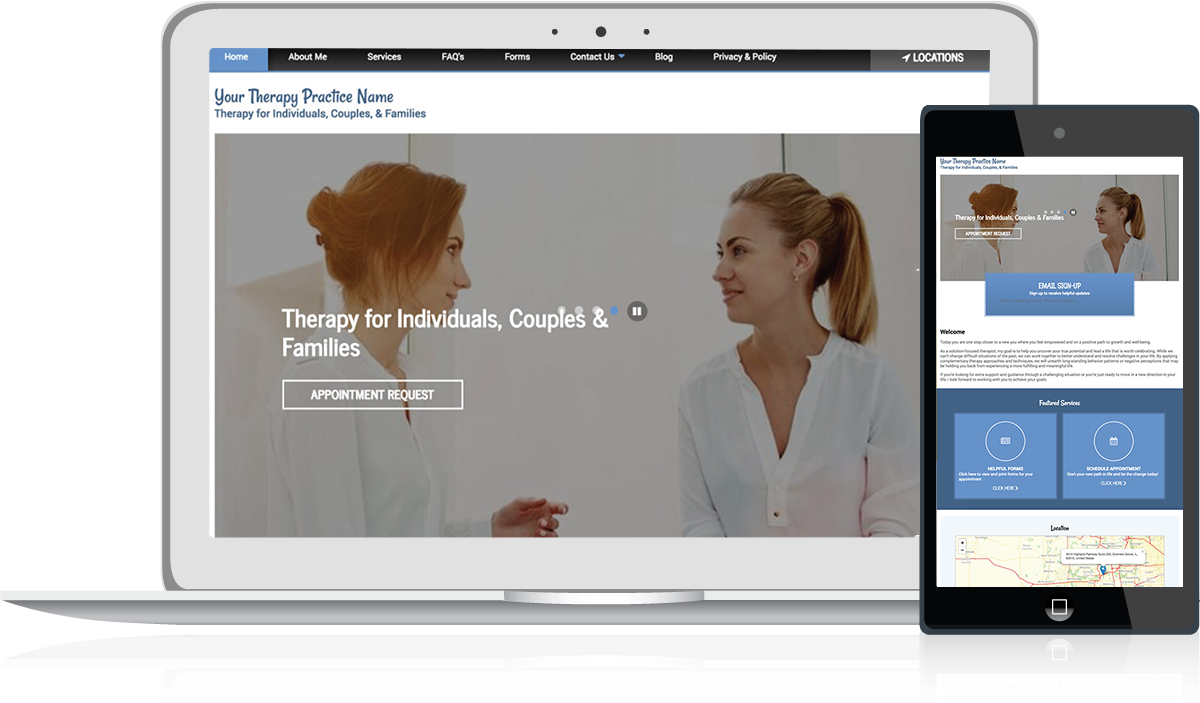 Home About Me Services FAQ's Forms Contact Us Blog Privacy & Policy LOCATIONS
Your Therapy Practice Name
Therapy for Individuals, Couples, & Families
Therapy for Individuals, Couples &
Families
APPOINTMENT REQUEST
Your Therapy Practice Name
Therapy for Individuals, Couples, & Families
Therapy for Individuals, Couples & Families
APPOINTMENT REQUEST
EMAIL SIGN-UP
Sign up to receive helpful updates
Welcome
Today you are one step closer to a new you where you feel empowered and on a positive path to growth and well-being.
As a solution-focused therapist, my goal is to help you uncover your true potential and lead a life that is worth celebrating. While we
can't change difficult situations of the past, we can work together to better understand and resolve challenges in your life. By applying
complementary therapy approaches and techniques, we will unearth long-standing behavior patterns or negative perceptions that may
be holding you back from experiencing a more fulfilling and meaningful life.
If you're looking for extra support and guidance through a challenging situation or you're just ready to move in a new direction in your
life, I look forward to working with you to achieve your goals.
Featured Services
HELPFUL FORMS
Click here to view and print forms for your
appointment
CLICK HERE
SCHEDULE APPOINTMENT
Start your new path in life and be the change today!
CLICK HERE
Location
Highland Parkway Suite Downers Grove, IL,
United States